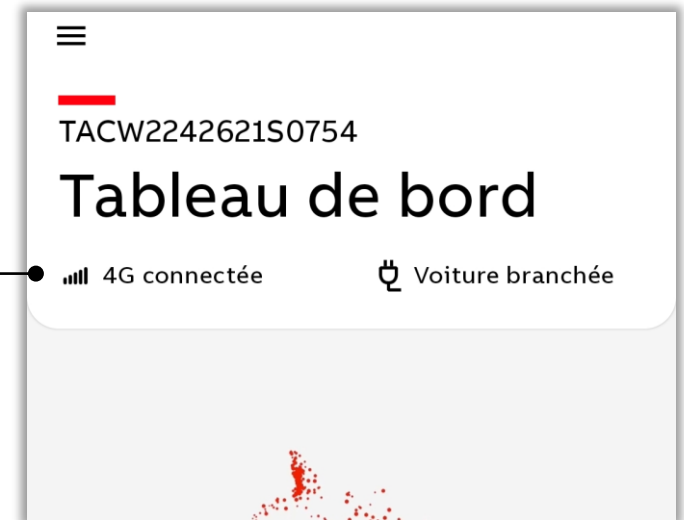 TACW2242621S0754
Tableau de bord
4G connectée
Voiture branchée